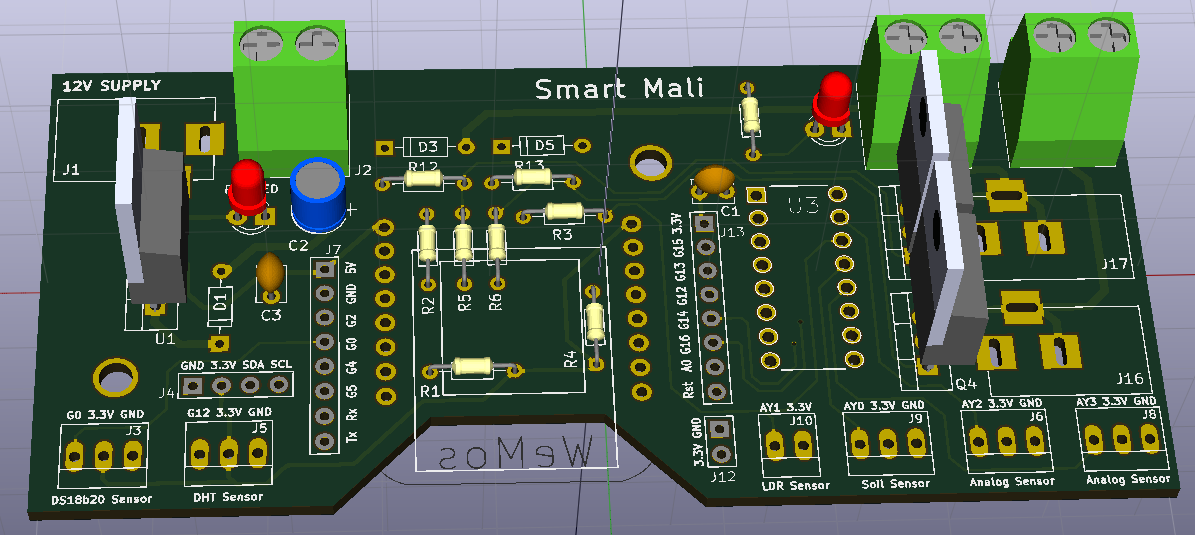 Smart Mali
12V SUPPLY
J1
J2
D3
D5
R12
R13
ED
C2
+
R3
C1
U3
J7
J13
5V
GND
G2
G0
G4
G5
Rx
Tx
3.3V
G15
G13
G12
G14
G16
A0
Rst
D1
C3
R2
R5
R6
R4
R1
U1
J17
J16
Q4
GND 3.3V SDA SCL
J4
G0 3.3V GND
J3
DS18b20 Sensor
G12 3.3V GND
J5
DHT Sensor
WeMos
3.3V GND
J12
AY1 3.3V
J10
LDR Sensor
AY0 3.3V GND
J9
Soil Sensor
AY2 3.3V GND
J6
Analog Sensor
AY3 3.3V GND
J8
Analog Sensor